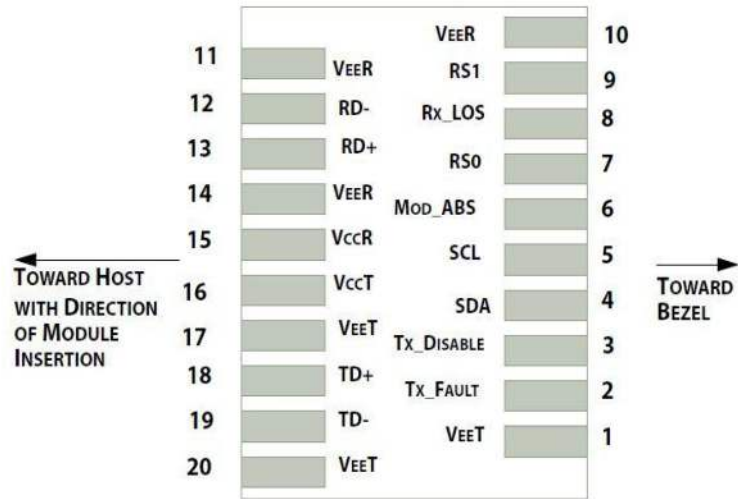 11 VEER
12 RD-
13 RD+
14 VEER
15 VCCR
16 VCCT
17 VEET
18 TD+
19 TD-
20 VEET
VEER 10
RS1 9
RX_LOS 8
RS0 7
MOD_ABS 6
SCL 5
SDA 4
TX_DISABLE 3
TX_FAULT 2
VEET 1
TOWARD HOST
WITH DIRECTION
OF MODULE
INSERTION
TOWARD
BEZEL